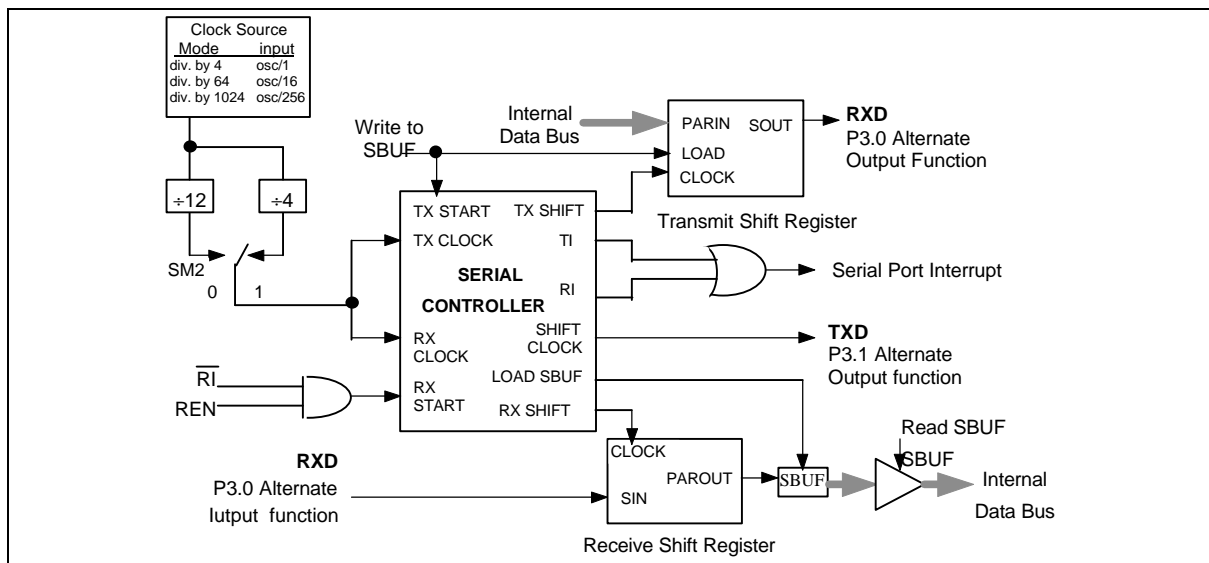 Clock Source
Mode input
div. by 4 osc/1
div. by 64 osc/16
div. by 1024 osc/256
÷12
÷4
SM2
0 1
Write to
SBUF
Internal
Data Bus
PARIN SOUT
LOAD
CLOCK
RXD
P3.0 Alternate
Output Function
Transmit Shift Register
TX START TX SHIFT
TX CLOCK TI
SERIAL
RI
CONTROLLER
SHIFT
CLOCK
RX
CLOCK
LOAD SBUF
RX
START
RX SHIFT
Serial Port Interrupt
TXD
P3.1 Alternate
Output function
RI
REN
RXD
P3.0 Alternate
Iutput function
CLOCK
PAROUT
SIN
Receive Shift Register
SBUF
Read SBUF
SBUF
Internal
Data Bus